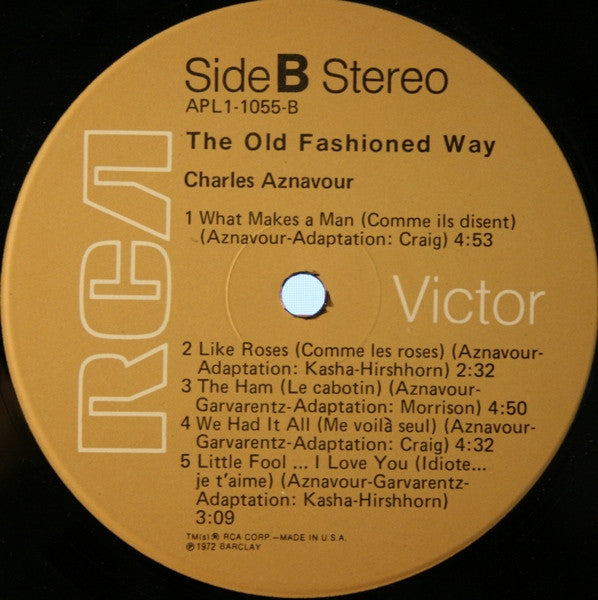 Side B Stereo
APL1-1055-B
The Old Fashioned Way
Charles Aznavour
1 What Makes a Man (Comme ils disent)
(Aznavour-Adaptation: Craig) 4:53
RCA
Victor
2 Like Roses (Comme les roses) (Aznavour-
Adaptation: Kasha-Hirshhorn) 2:32
3 The Ham (Le cabotin) (Aznavour-
Garvarentz-Adaptation: Morrison) 4:50
4 We Had It All (Me voilà seul) (Aznavour-
Garvarentz-Adaptation: Craig) 4:32
5 Little Fool ... I Love You (Idiote...
je t'aime) (Aznavour-Garvarentz-
Adaptation: Kasha-Hirshhorn)
3:09
TM(s) ® RCA CORP.—MADE IN U.S.A.
℗ 1972 BARCLAY